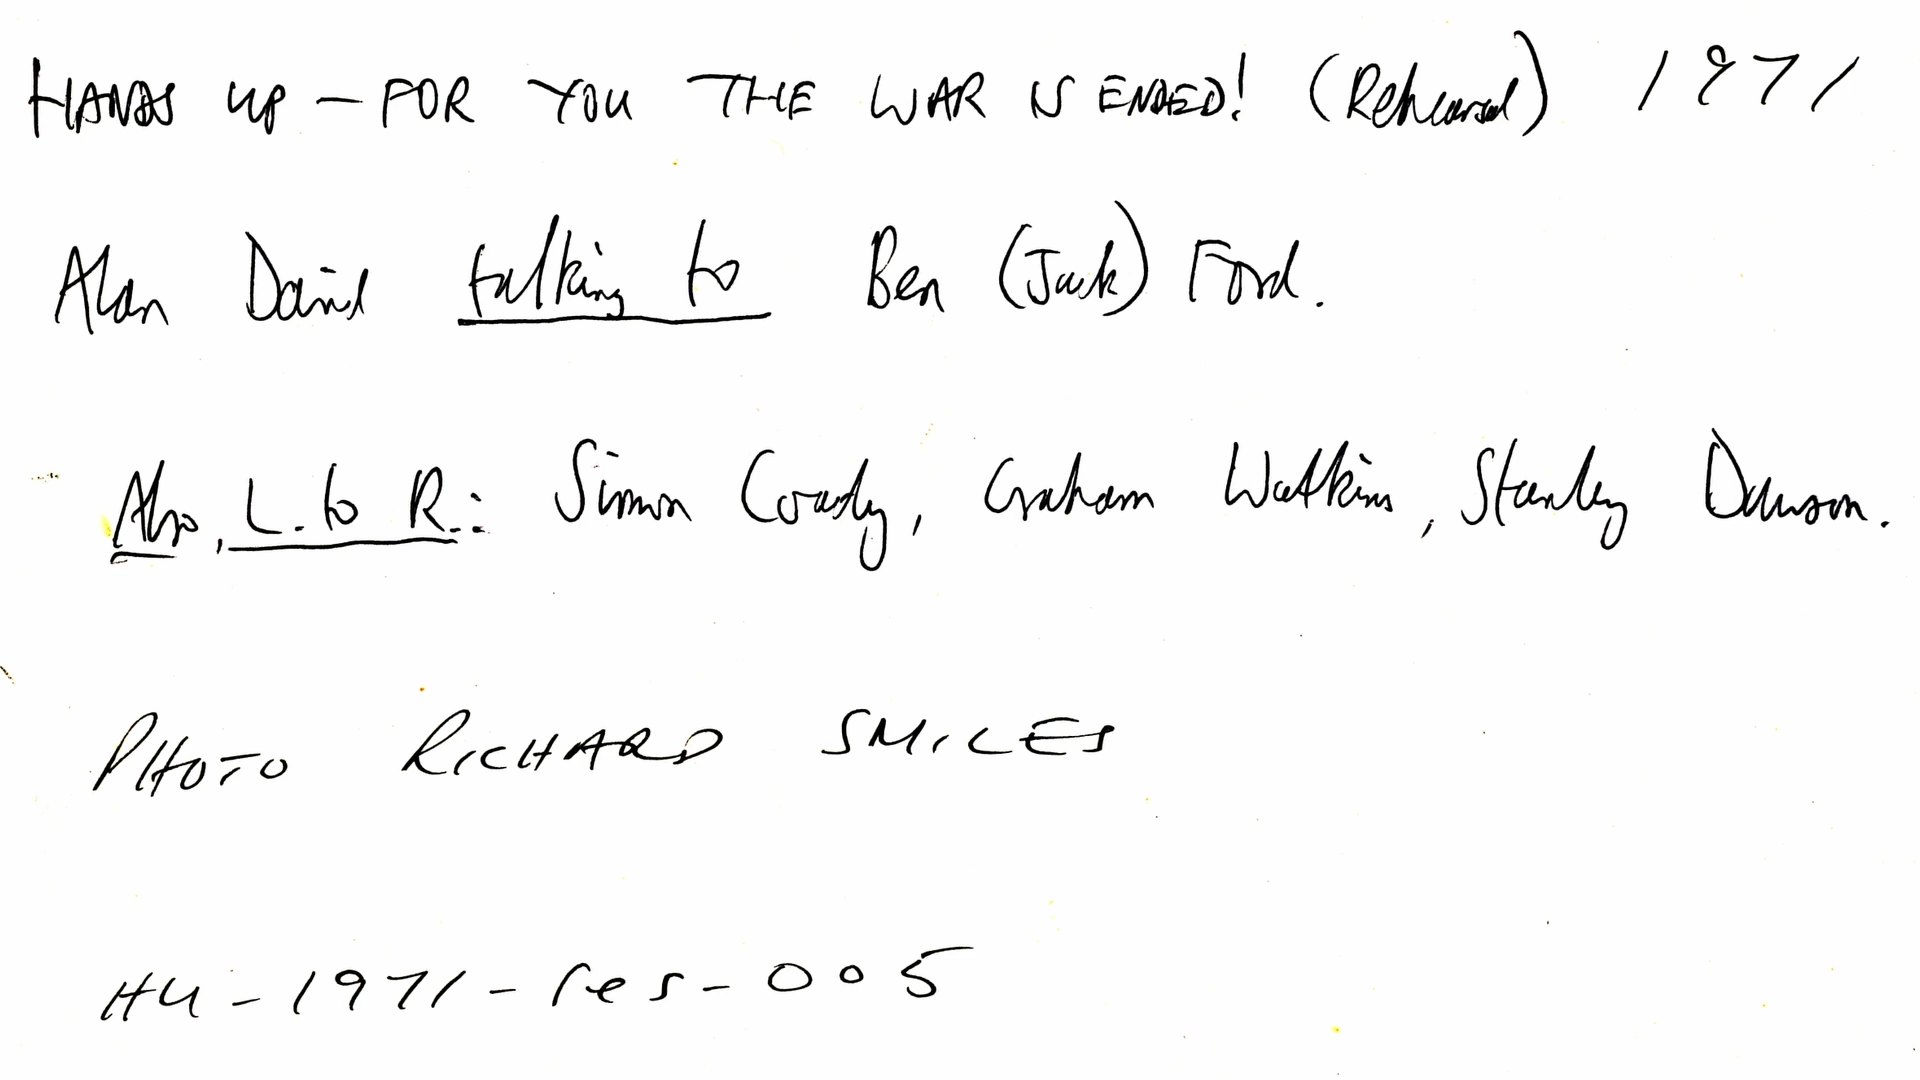 HANDS UP – FOR YOU THE WAR IS ENDED! (Rehearsal) 1971
Alan David talking to Ben (Jack) Ford.
Also, L. to R.: Simon Coady, Graham Watkins, Stanley Dawson.
PHOTO RICHARD SMILES
HU-1971-res-005